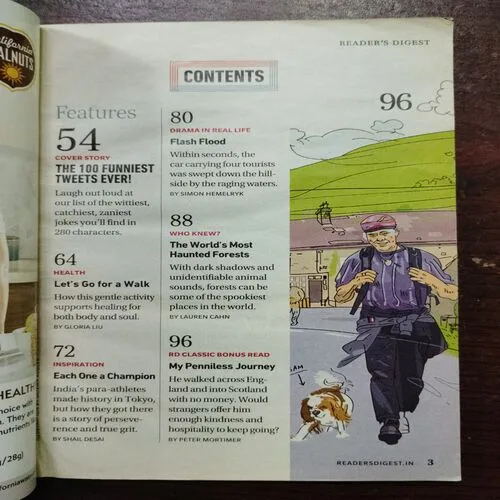 California
WALNUTS
HEALTH
choice with
n. They are
nutrients
/28g)
READER'S DIGEST
CONTENTS
Features
54
COVER STORY
THE 100 FUNNIEST
TWEETS EVER!
Laugh out loud at
our list of the wittiest,
catchiest, zaniest
jokes you'll find in
280 characters.
64
HEALTH
Let's Go for a Walk
How this gentle activity
supports healing for
both body and soul.
BY GLORIA LIU
72
INSPIRATION
Each One a Champion
India's para-athletes
made history in Tokyo,
but how they got there
is a story of perseve-
rence and true grit.
BY SHAIL DESAI
80
DRAMA IN REAL LIFE
Flash Flood
Within seconds, the
car carrying four tourists
was swept down the hill-
side by the raging waters.
BY SIMON HEMELRYK
88
WHO KNEW?
The World's Most
Haunted Forests
With dark shadows and
unidentifiable animal
sounds, forests can be
some of the spookiest
places in the world.
BY LAUREN CAHN
96
RD CLASSIC BONUS READ
My Penniless Journey
He walked across Eng-
land and into Scotland
with no money. Would
strangers offer him
enough kindness and
hospitality to keep going?
BY PETER MORTIMER
96
READERSDIGEST.IN 3